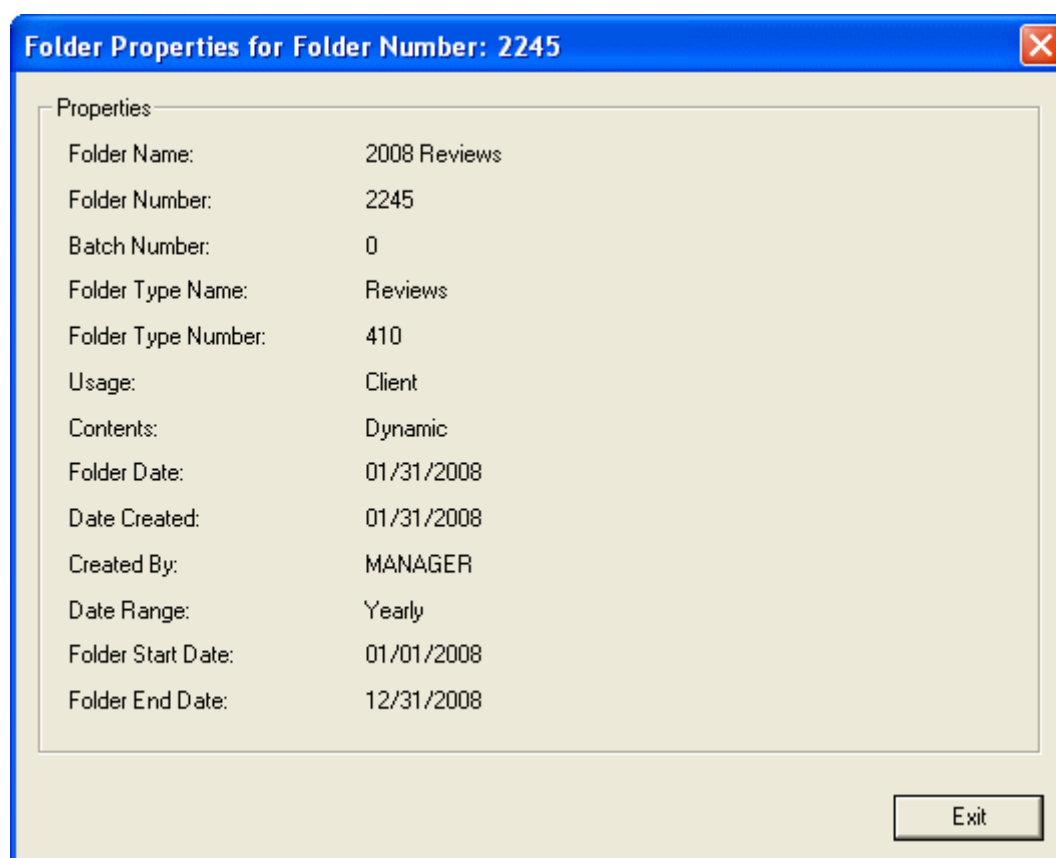 Folder Properties for Folder Number: 2245
Properties
Folder Name: 2008 Reviews
Folder Number: 2245
Batch Number: 0
Folder Type Name: Reviews
Folder Type Number: 410
Usage: Client
Contents: Dynamic
Folder Date: 01/31/2008
Date Created: 01/31/2008
Created By: MANAGER
Date Range: Yearly
Folder Start Date: 01/01/2008
Folder End Date: 12/31/2008
Exit